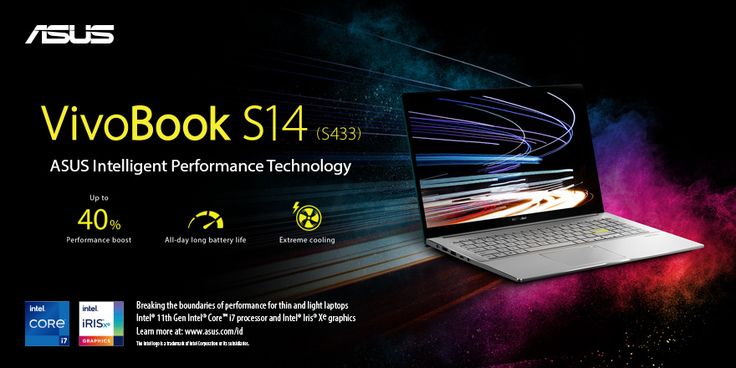 ASUS
VivoBook S14 (S433)
ASUS Intelligent Performance Technology
Up to
40%
Performance boost
All-day long battery life
Extreme cooling
intel.
CORE
i7
intel.
iRIS Xe
GRAPHICS
Breaking the boundaries of performance for thin and light laptops
Intel® 11th Gen Intel® Core™ i7 processor and Intel® Iris® Xe graphics
Learn more at: www.asus.com/id
The Intel logo is a trademark of Intel Corporation or its subsidiaries.